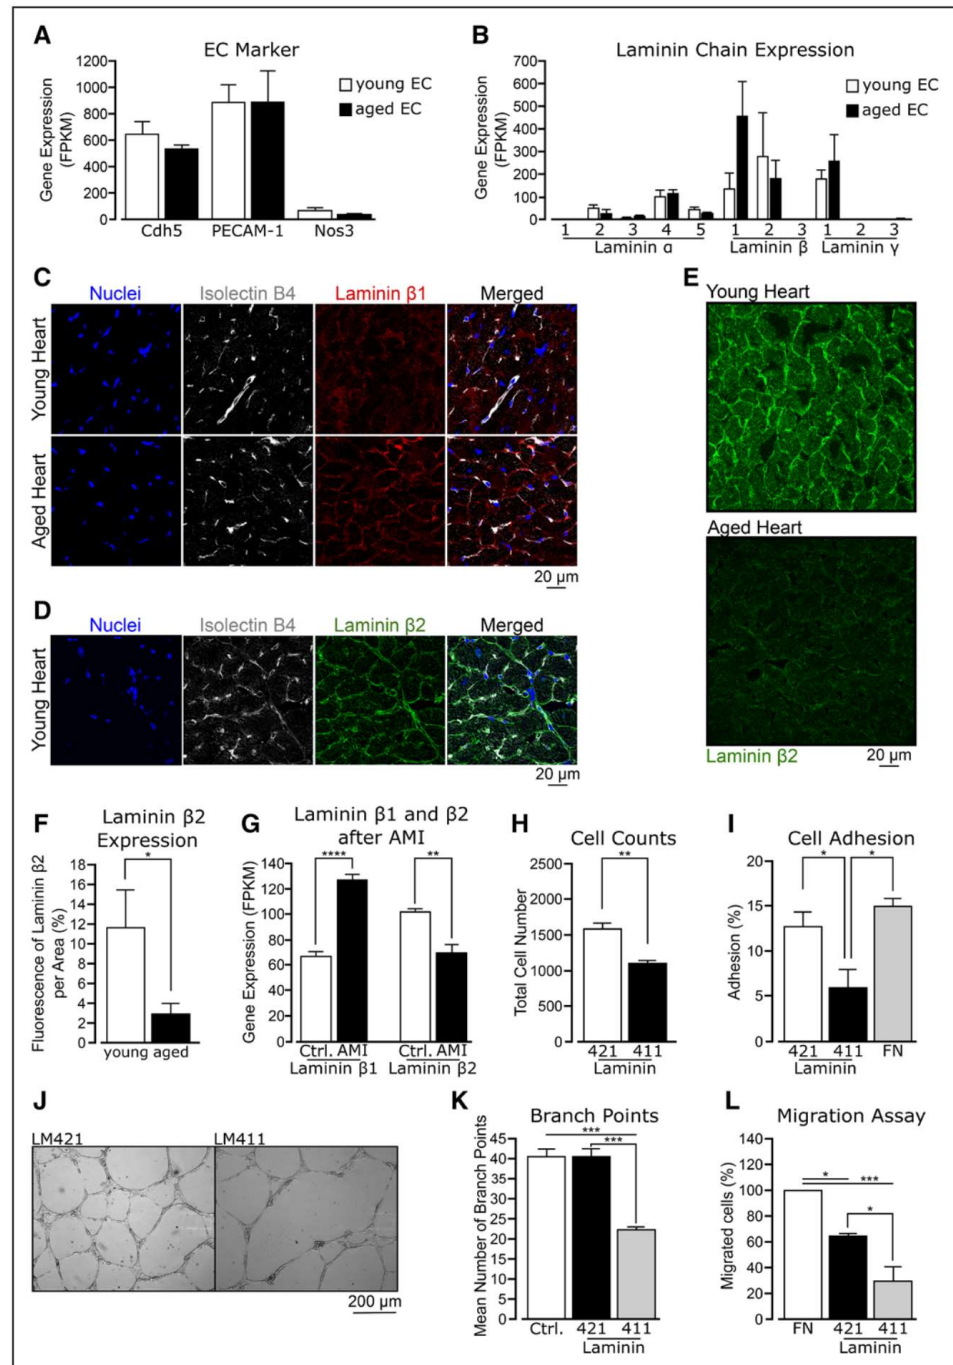 A
EC Marker
Gene Expression
(FPKM)
1200
1000
800
600
400
200
0
young EC
aged EC
Cdh5 PECAM-1 Nos3
B
Laminin Chain Expression
Gene Expression
(FPKM)
700
600
500
400
300
200
100
0
young EC
aged EC
1 2 3 4 5 1 2 3 1 2 3
Laminin α Laminin β Laminin γ
C
Nuclei Isolectin B4 Laminin β1 Merged
Young Heart
Aged Heart
20 µm
D
Nuclei Isolectin B4 Laminin β2 Merged
Young Heart
20 µm
E
Young Heart
Aged Heart
Laminin β2
20 µm
F
Laminin β2
Expression
Fluorescence of Laminin β2
per Area (%)
18
16
14
12
10
8
6
4
2
0
*
young aged
G
Laminin β1 and β2
after AMI
Gene Expression (FPKM)
140
120
100
80
60
40
20
0
**** **
Ctrl. AMI Ctrl. AMI
Laminin β1 Laminin β2
H
Cell Counts
Total Cell Number
2500
2000
1500
1000
500
0
**
421 411
Laminin
I
Cell Adhesion
Adhesion (%)
20
15
10
5
0
* *
421 411 FN
Laminin
J
LM421 LM411
200 µm
K
Branch Points
Mean Number of Branch Points
45
40
35
30
25
20
15
10
5
0
***
***
Ctrl. 421 411
Laminin
L
Migration Assay
Migrated cells (%)
140
120
100
80
60
40
20
0
* ***
*
FN 421 411
Laminin